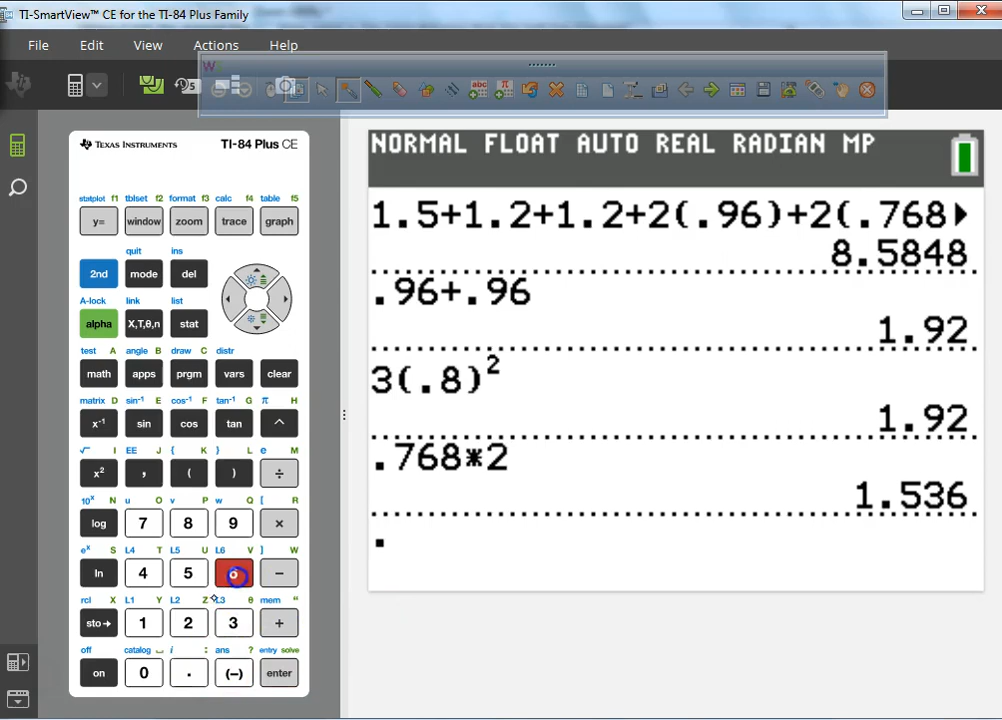 TI-SmartView™ CE for the TI-84 Plus Family
File Edit View Actions Help
W
5
abc
π
TEXAS INSTRUMENTS TI-84 Plus CE
statplot f1 tblset f2 format f3 calc f4 table f5
y= window zoom trace graph
quit ins
2nd mode del
A-lock link list
alpha X,T,θ,n stat
test A angle B draw C distr
math apps prgm vars clear
matrix D sin⁻¹ E cos⁻¹ F tan⁻¹ G π H
x⁻¹ sin cos tan ^
√ I EE J { K } L e M
x² , ( ) ÷
10ˣ N u O v P w Q [ R
log 7 8 9 ×
eˣ S L4 T L5 U L6 V ] W
ln 4 5 6 −
rcl X L1 Y L2 Z L3 θ mem "
sto→ 1 2 3 +
off catalog i : ans ? entry solve
on 0 . (−) enter
NORMAL FLOAT AUTO REAL RADIAN MP
1.5+1.2+1.2+2(.96)+2(.768
8.5848
.96+.96
1.92
3(.8)²
1.92
.768*2
1.536
.